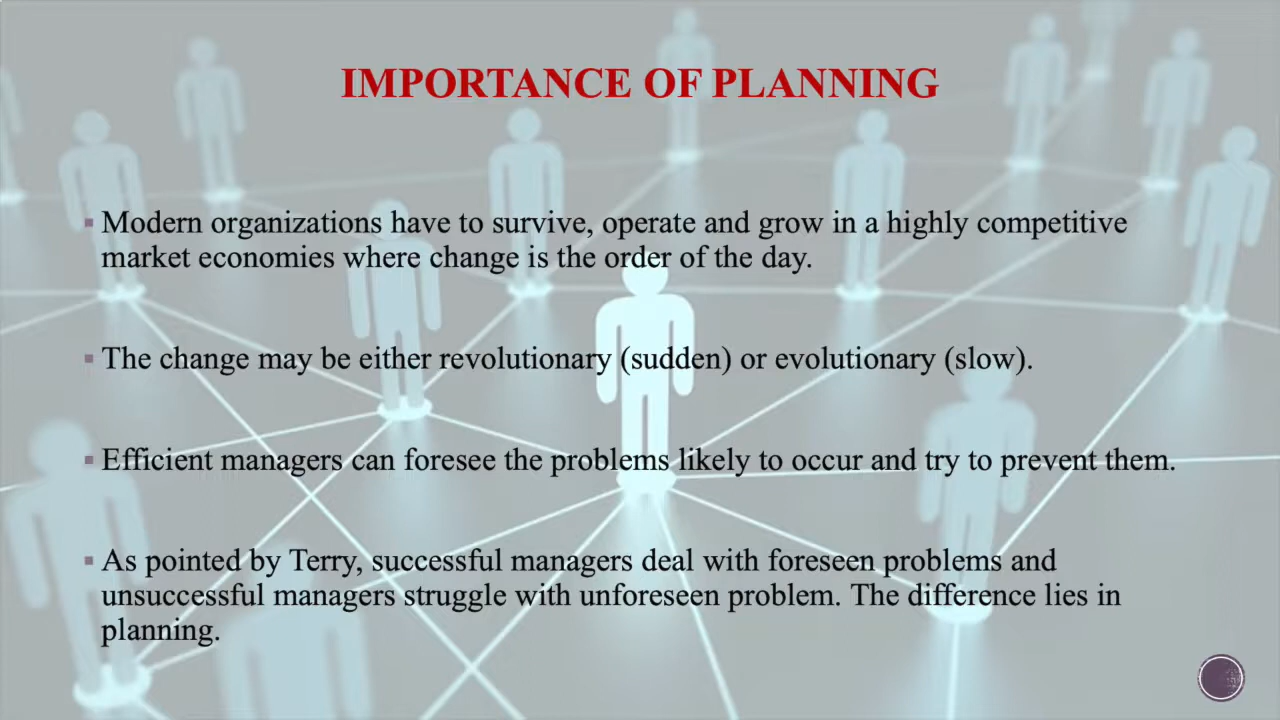 IMPORTANCE OF PLANNING
▪ Modern organizations have to survive, operate and grow in a highly competitive
market economies where change is the order of the day.
▪ The change may be either revolutionary (sudden) or evolutionary (slow).
▪ Efficient managers can foresee the problems likely to occur and try to prevent them.
▪ As pointed by Terry, successful managers deal with foreseen problems and
unsuccessful managers struggle with unforeseen problem. The difference lies in
planning.